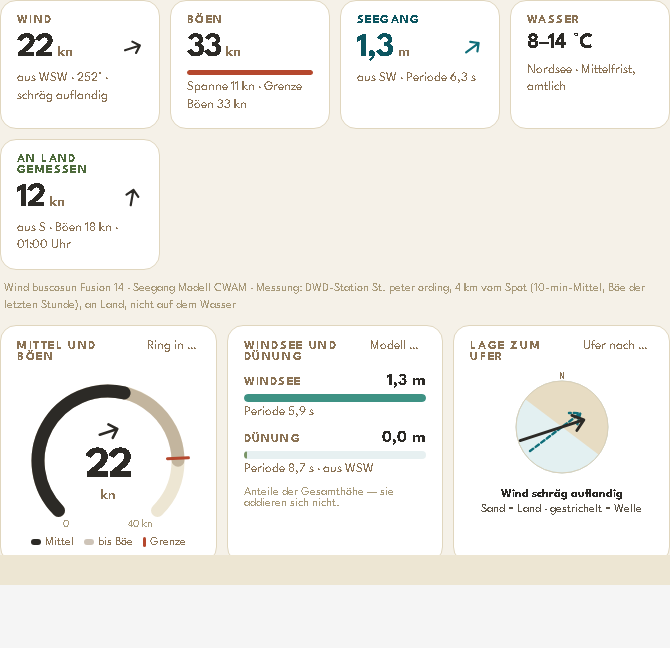 WIND
22 kn
aus WSW · 252° ·
schräg auflandig
BÖEN
33 kn
Spanne 11 kn · Grenze
Böen 33 kn
SEEGANG
1,3 m
aus SW · Periode 6,3 s
WASSER
8–14 °C
Nordsee · Mittelfrist,
amtlich
AN LAND
GEMESSEN
12 kn
aus S · Böen 18 kn ·
01:00 Uhr
Wind buscosun Fusion 14 · Seegang Modell CWAM · Messung: DWD-Station St. peter ording, 4 km vom Spot (10-min-Mittel, Böe der
letzten Stunde), an Land, nicht auf dem Wasser
MITTEL UND
BÖEN
Ring in ...
22
kn
0
40 kn
Mittel
bis Böe
Grenze
WINDSEE UND
DÜNUNG
Modell ...
WINDSEE
1,3 m
Periode 5,9 s
DÜNUNG
0,0 m
Periode 8,7 s · aus WSW
Anteile der Gesamthöhe — sie
addieren sich nicht.
LAGE ZUM
UFER
Ufer nach ...
N
Wind schräg auflandig
Sand = Land · gestrichelt = Welle